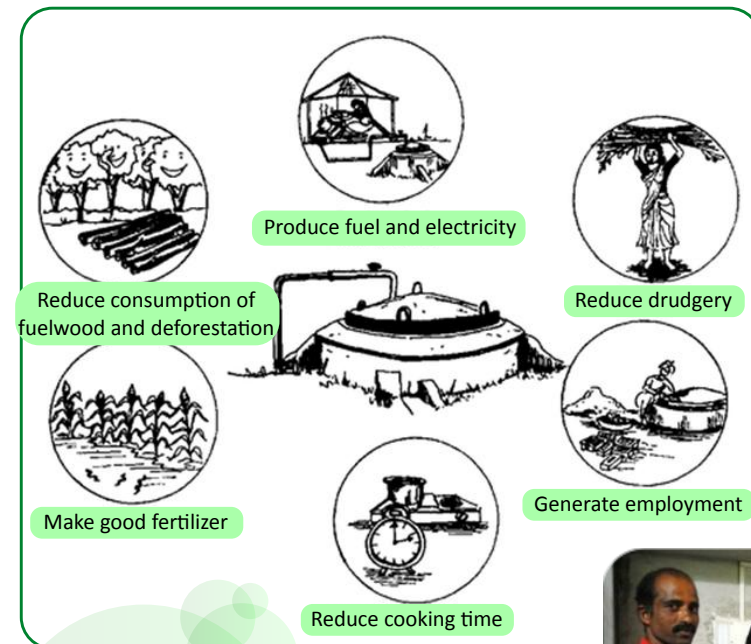 Produce fuel and electricity
Reduce consumption of
fuelwood and deforestation
Reduce drudgery
Make good fertilizer
Generate employment
Reduce cooking time